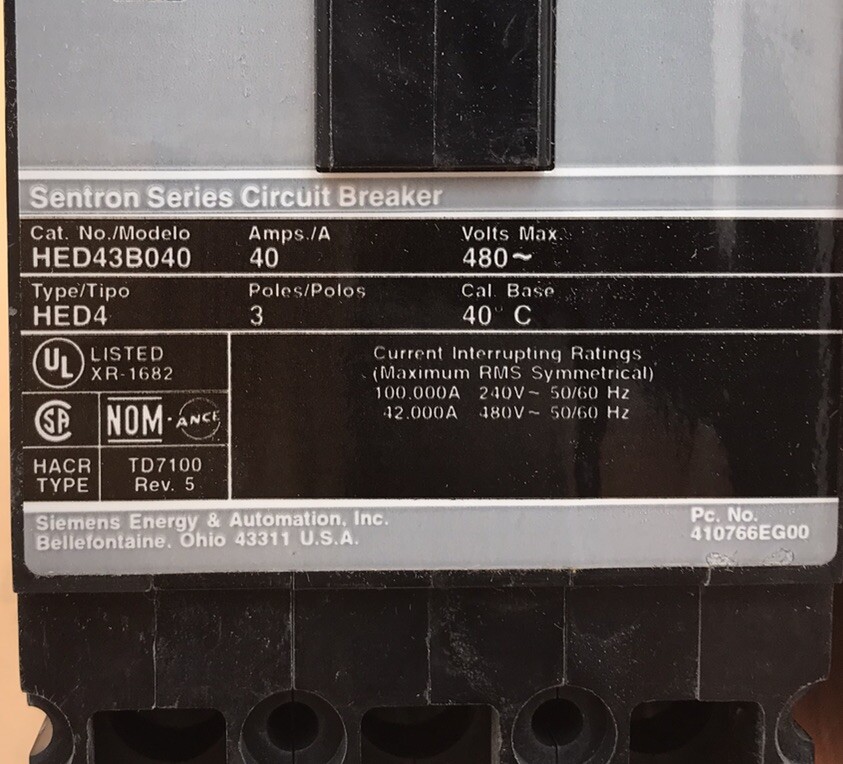 Sentron Series Circuit Breaker
Cat. No./Modelo Amps./A Volts Max.
HED43B040 40 480~
Type/Tipo Poles/Polos Cal. Base
HED4 3 40° C
UL LISTED
XR-1682
Current Interrupting Ratings
(Maximum RMS Symmetrical)
100.000A 240V~ 50/60 Hz
42.000A 480V~ 50/60 Hz
SA NOM-ANCE
HACR
TYPE
TD7100
Rev. 5
Siemens Energy & Automation, Inc.
Bellefontaine. Ohio 43311 U.S.A.
Pc. No.
410766EG00